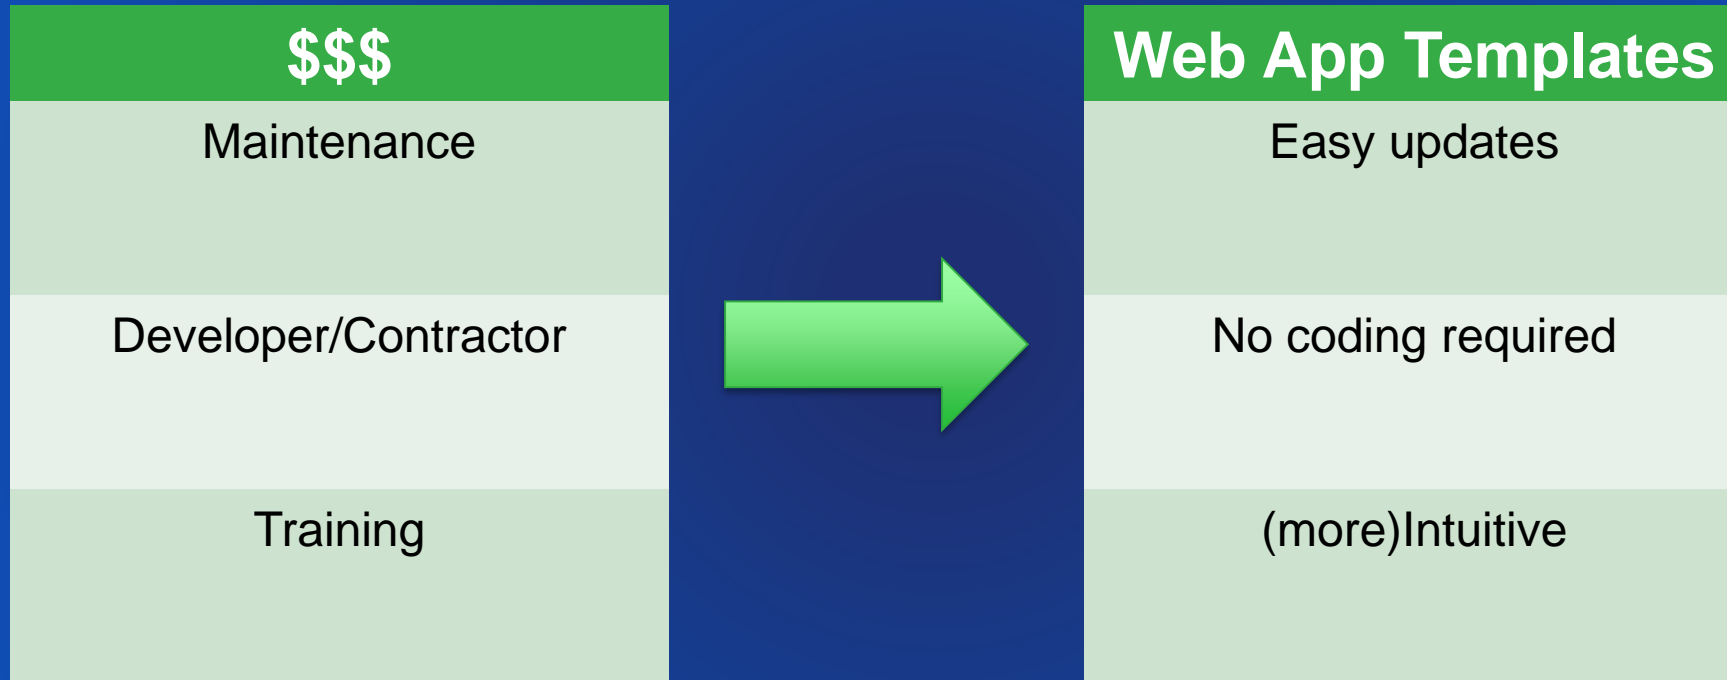 $$$
Maintenance
Developer/Contractor
Training
Web App Templates
Easy updates
No coding required
(more)Intuitive